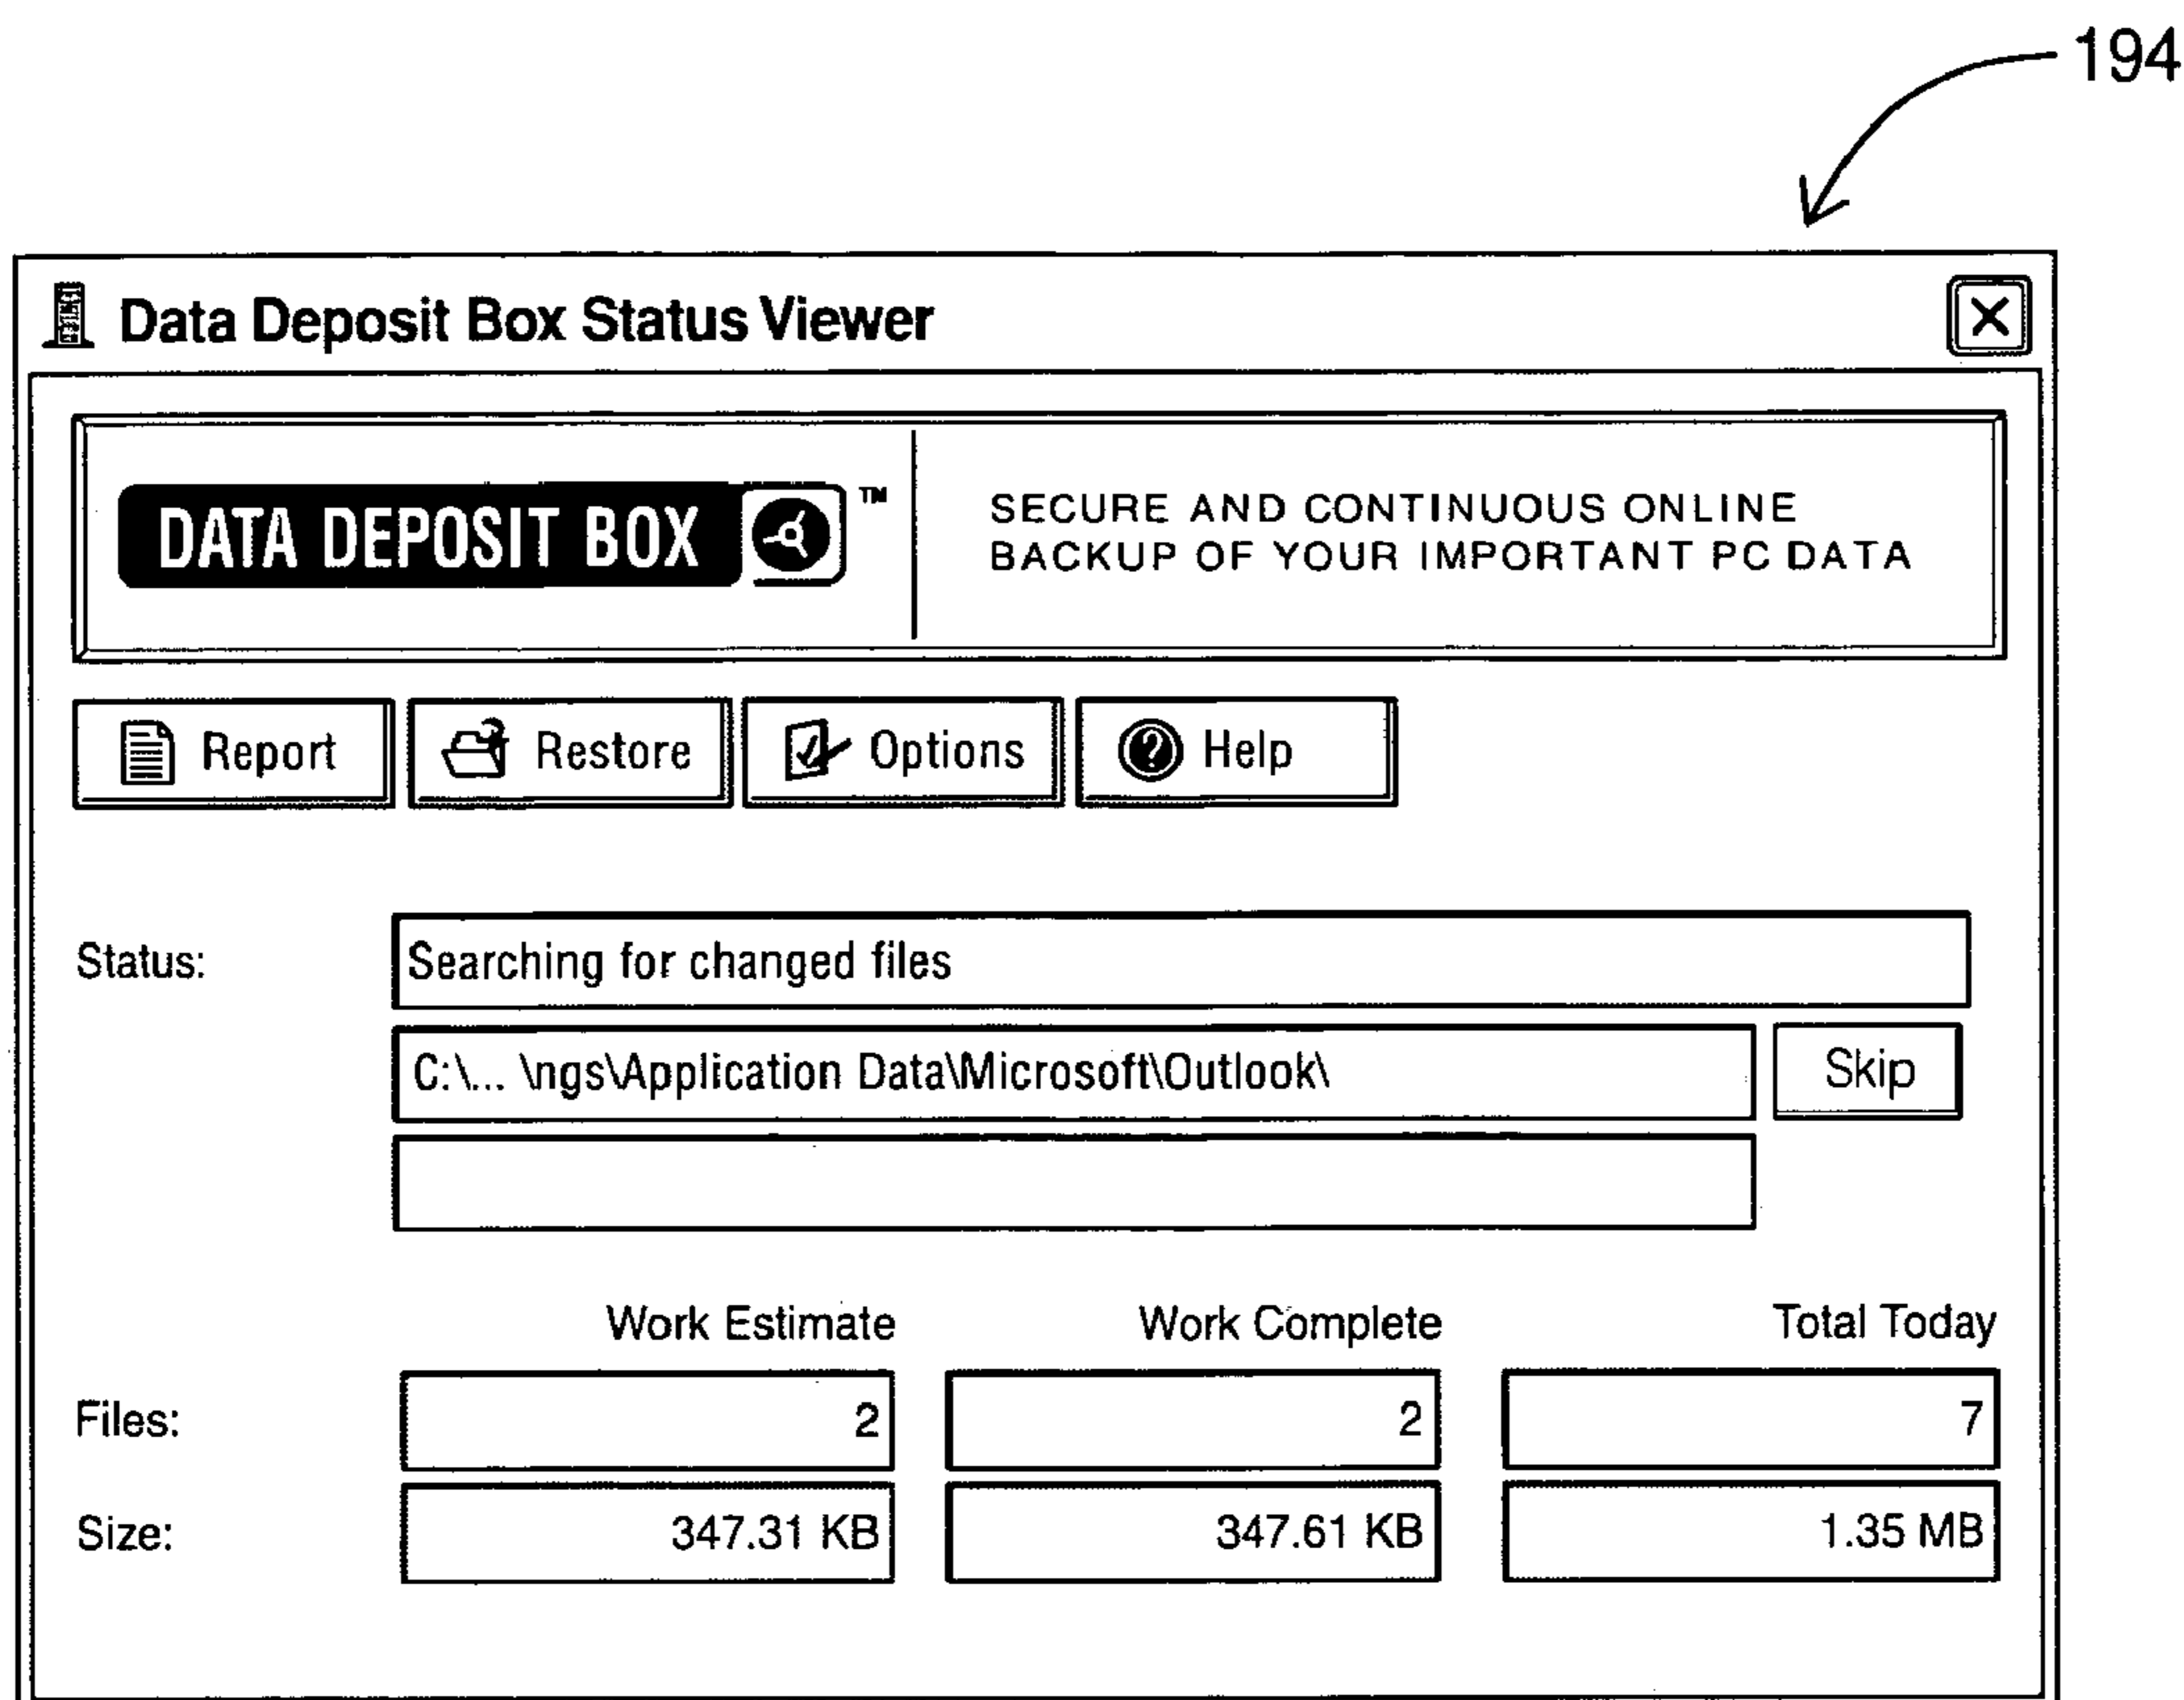 194
Data Deposit Box Status Viewer
DATA DEPOSIT BOX ™
SECURE AND CONTINUOUS ONLINE
BACKUP OF YOUR IMPORTANT PC DATA
Report Restore Options Help
Status: Searching for changed files
C:\... \ngs\Application Data\Microsoft\Outlook\ Skip
Work Estimate Work Complete Total Today
Files: 2 2 7
Size: 347.31 KB 347.61 KB 1.35 MB